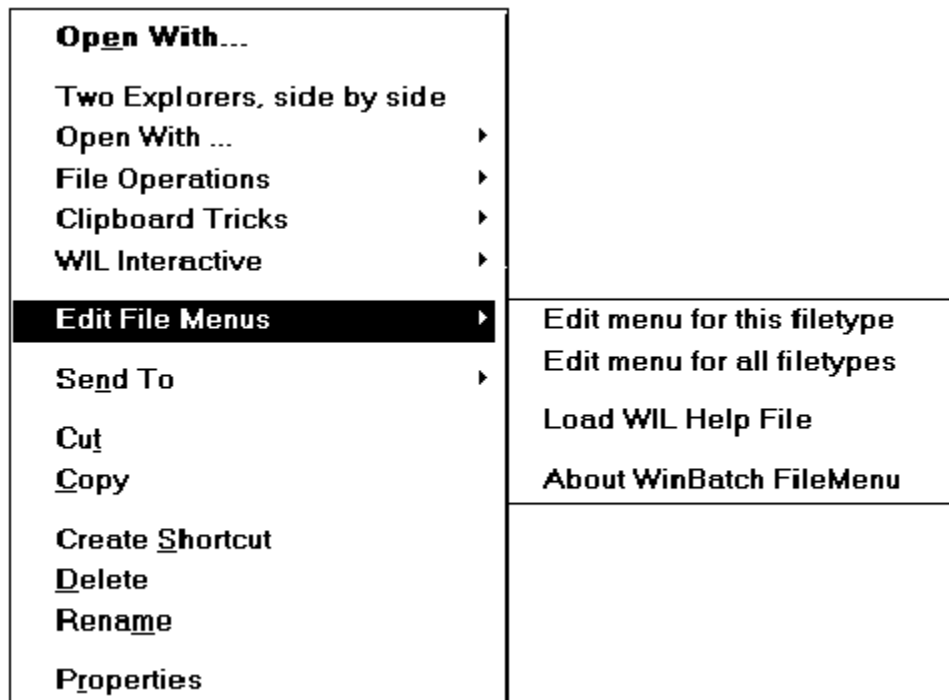 Open With...
Two Explorers, side by side
Open With ...
File Operations
Clipboard Tricks
WIL Interactive
Edit File Menus
Edit menu for this filetype
Edit menu for all filetypes
Load WIL Help File
About WinBatch FileMenu
Send To
Cut
Copy
Create Shortcut
Delete
Rename
Properties